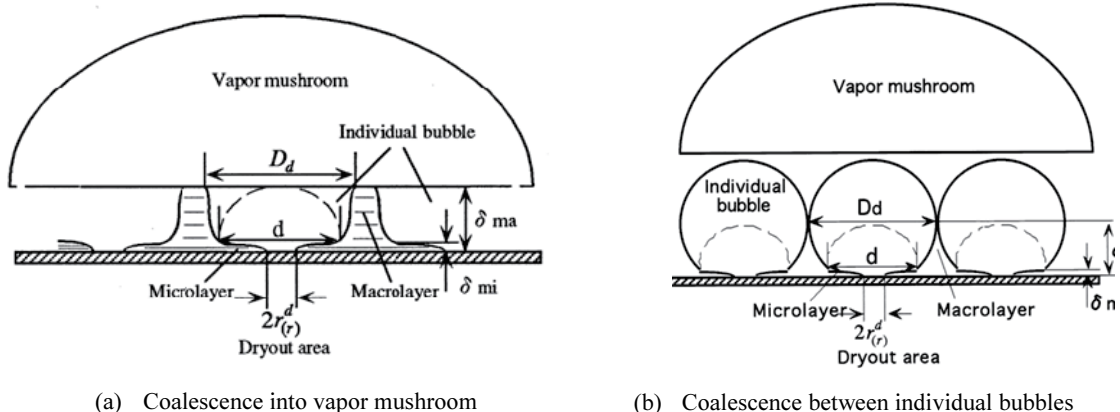 Vapor mushroom
Individual bubble
D_d
d
δ ma
δ mi
Microlayer
Macrolayer
2r^d_(r)
Dryout area
(a) Coalescence into vapor mushroom
Vapor mushroom
Individual
bubble
Dd
d
δ m
Microlayer
Macrolayer
2r^d_(r)
Dryout area
(b) Coalescence between individual bubbles